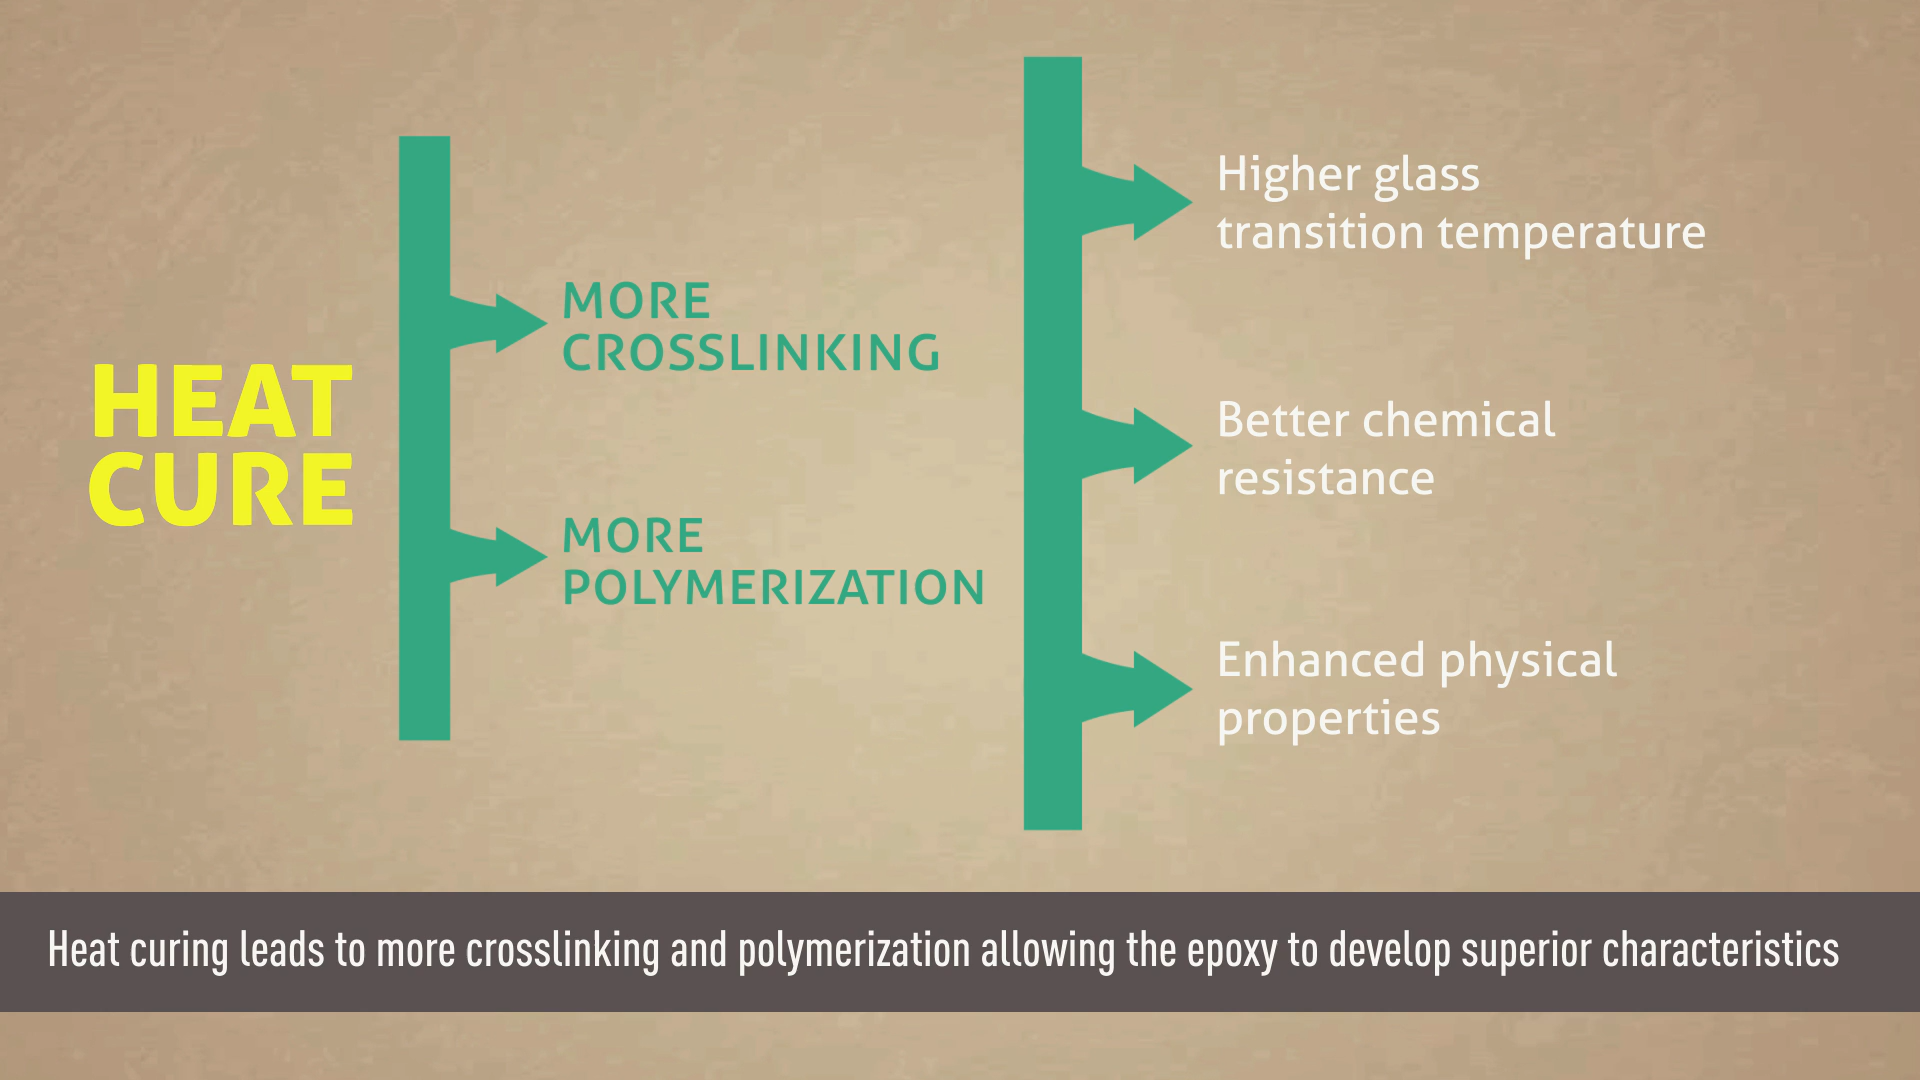 HEAT
CURE
MORE
CROSSLINKING
MORE
POLYMERIZATION
Higher glass
transition temperature
Better chemical
resistance
Enhanced physical
properties
Heat curing leads to more crosslinking and polymerization allowing the epoxy to develop superior characteristics